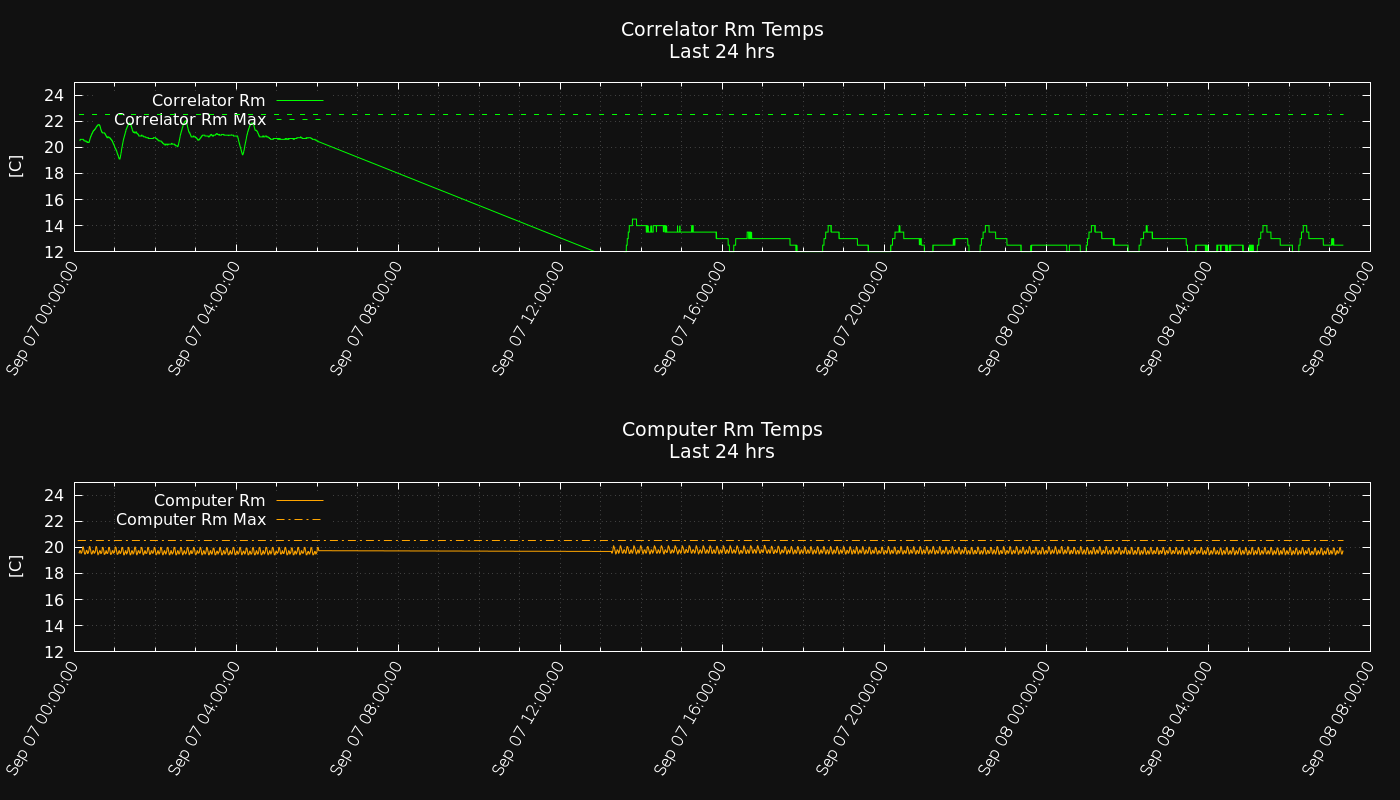 Correlator Rm Temps
Last 24 hrs
Correlator Rm
Correlator Rm Max
[C]
24
22
20
18
16
14
12
Sep 07 00:00:00
Sep 07 04:00:00
Sep 07 08:00:00
Sep 07 12:00:00
Sep 07 16:00:00
Sep 07 20:00:00
Sep 08 00:00:00
Sep 08 04:00:00
Sep 08 08:00:00
Computer Rm Temps
Last 24 hrs
Computer Rm
Computer Rm Max
[C]
24
22
20
18
16
14
12
Sep 07 00:00:00
Sep 07 04:00:00
Sep 07 08:00:00
Sep 07 12:00:00
Sep 07 16:00:00
Sep 07 20:00:00
Sep 08 00:00:00
Sep 08 04:00:00
Sep 08 08:00:00